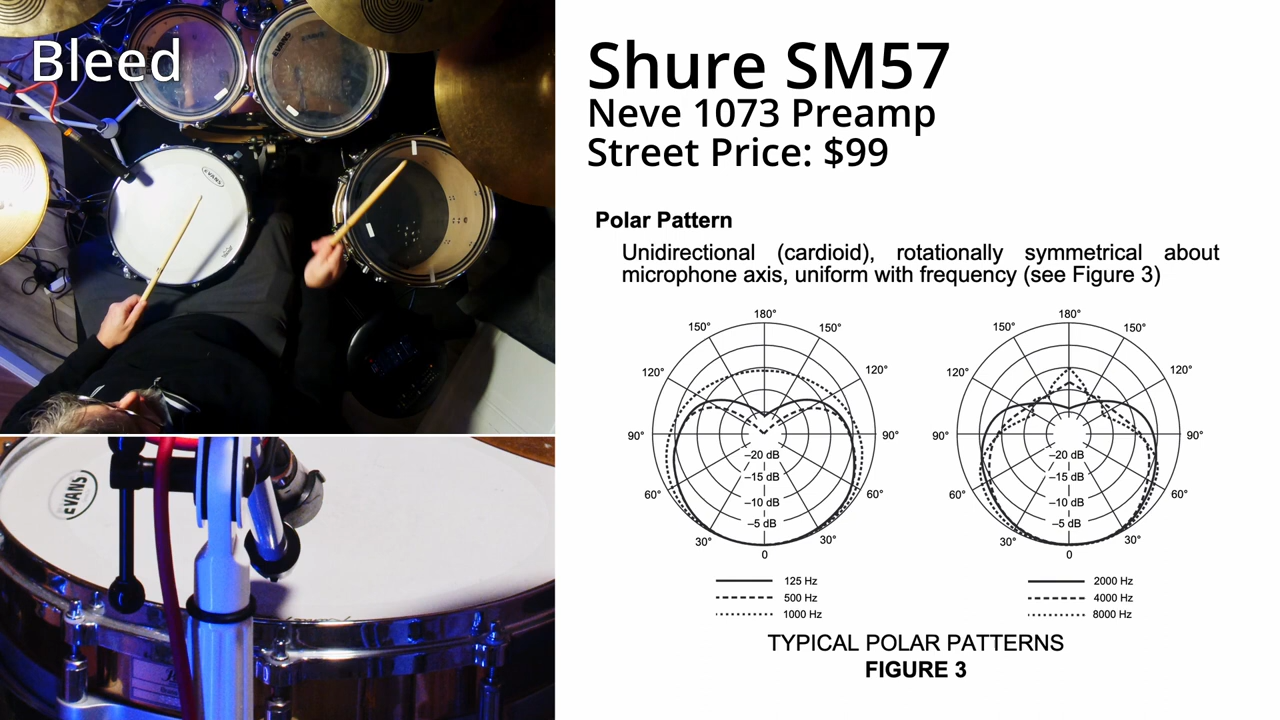 Bleed
EVANS
EVANS
EVANS
Shure SM57
Neve 1073 Preamp
Street Price: $99
Polar Pattern
Unidirectional (cardioid), rotationally symmetrical about
microphone axis, uniform with frequency (see Figure 3)
180°
150° 150°
120° 120°
90° 90°
–20 dB
–15 dB
60° 60°
–10 dB
–5 dB
30° 30°
0
125 Hz
500 Hz
1000 Hz
180°
150° 150°
120° 120°
90° 90°
–20 dB
–15 dB
60° 60°
–10 dB
–5 dB
30° 30°
0
2000 Hz
4000 Hz
8000 Hz
TYPICAL POLAR PATTERNS
FIGURE 3